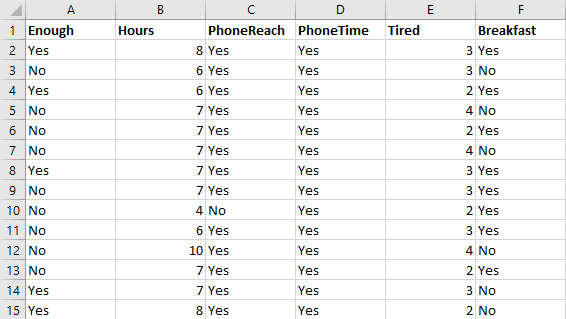 A B C D E F
1 Enough Hours PhoneReach PhoneTime Tired Breakfast
2 Yes 8 Yes Yes 3 Yes
3 No 6 Yes Yes 3 No
4 Yes 6 Yes Yes 2 Yes
5 No 7 Yes Yes 4 No
6 No 7 Yes Yes 2 Yes
7 No 7 Yes Yes 4 No
8 Yes 7 Yes Yes 3 Yes
9 No 7 Yes Yes 3 Yes
10 No 4 No Yes 2 Yes
11 No 6 Yes Yes 3 Yes
12 No 10 Yes Yes 4 No
13 No 7 Yes Yes 2 Yes
14 Yes 7 Yes Yes 3 No
15 Yes 8 Yes Yes 2 No